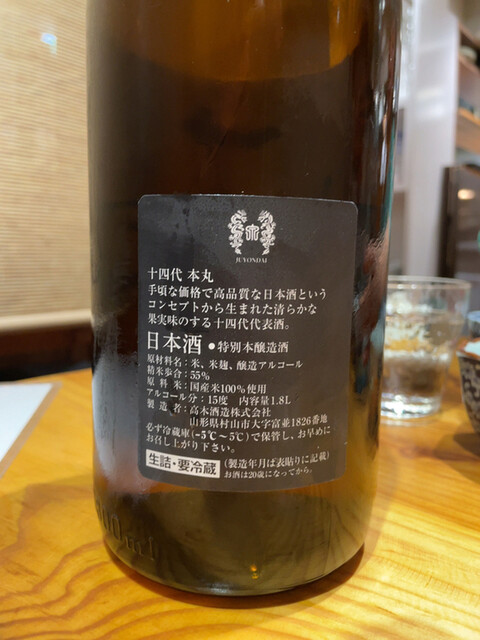 JUYONDAI
十四代 本丸
手頃な価格で高品質な日本酒という
コンセプトから生まれた清らかな
果実味のする十四代代表酒。
日本酒 ●特別本醸造酒
原材料名：米、米麹、醸造アルコール
精米歩合：55%
原料米：国産米100%使用
アルコール分：15度 内容量1.8L
製造者：高木酒造株式会社
山形県村山市大字富並1826番地
必ず冷蔵庫(-5℃〜5℃)で保管し、お早めに
お召し上がり下さい。
生詰・要冷蔵 (製造年月は表貼りに記載)
お酒は20歳になってから。